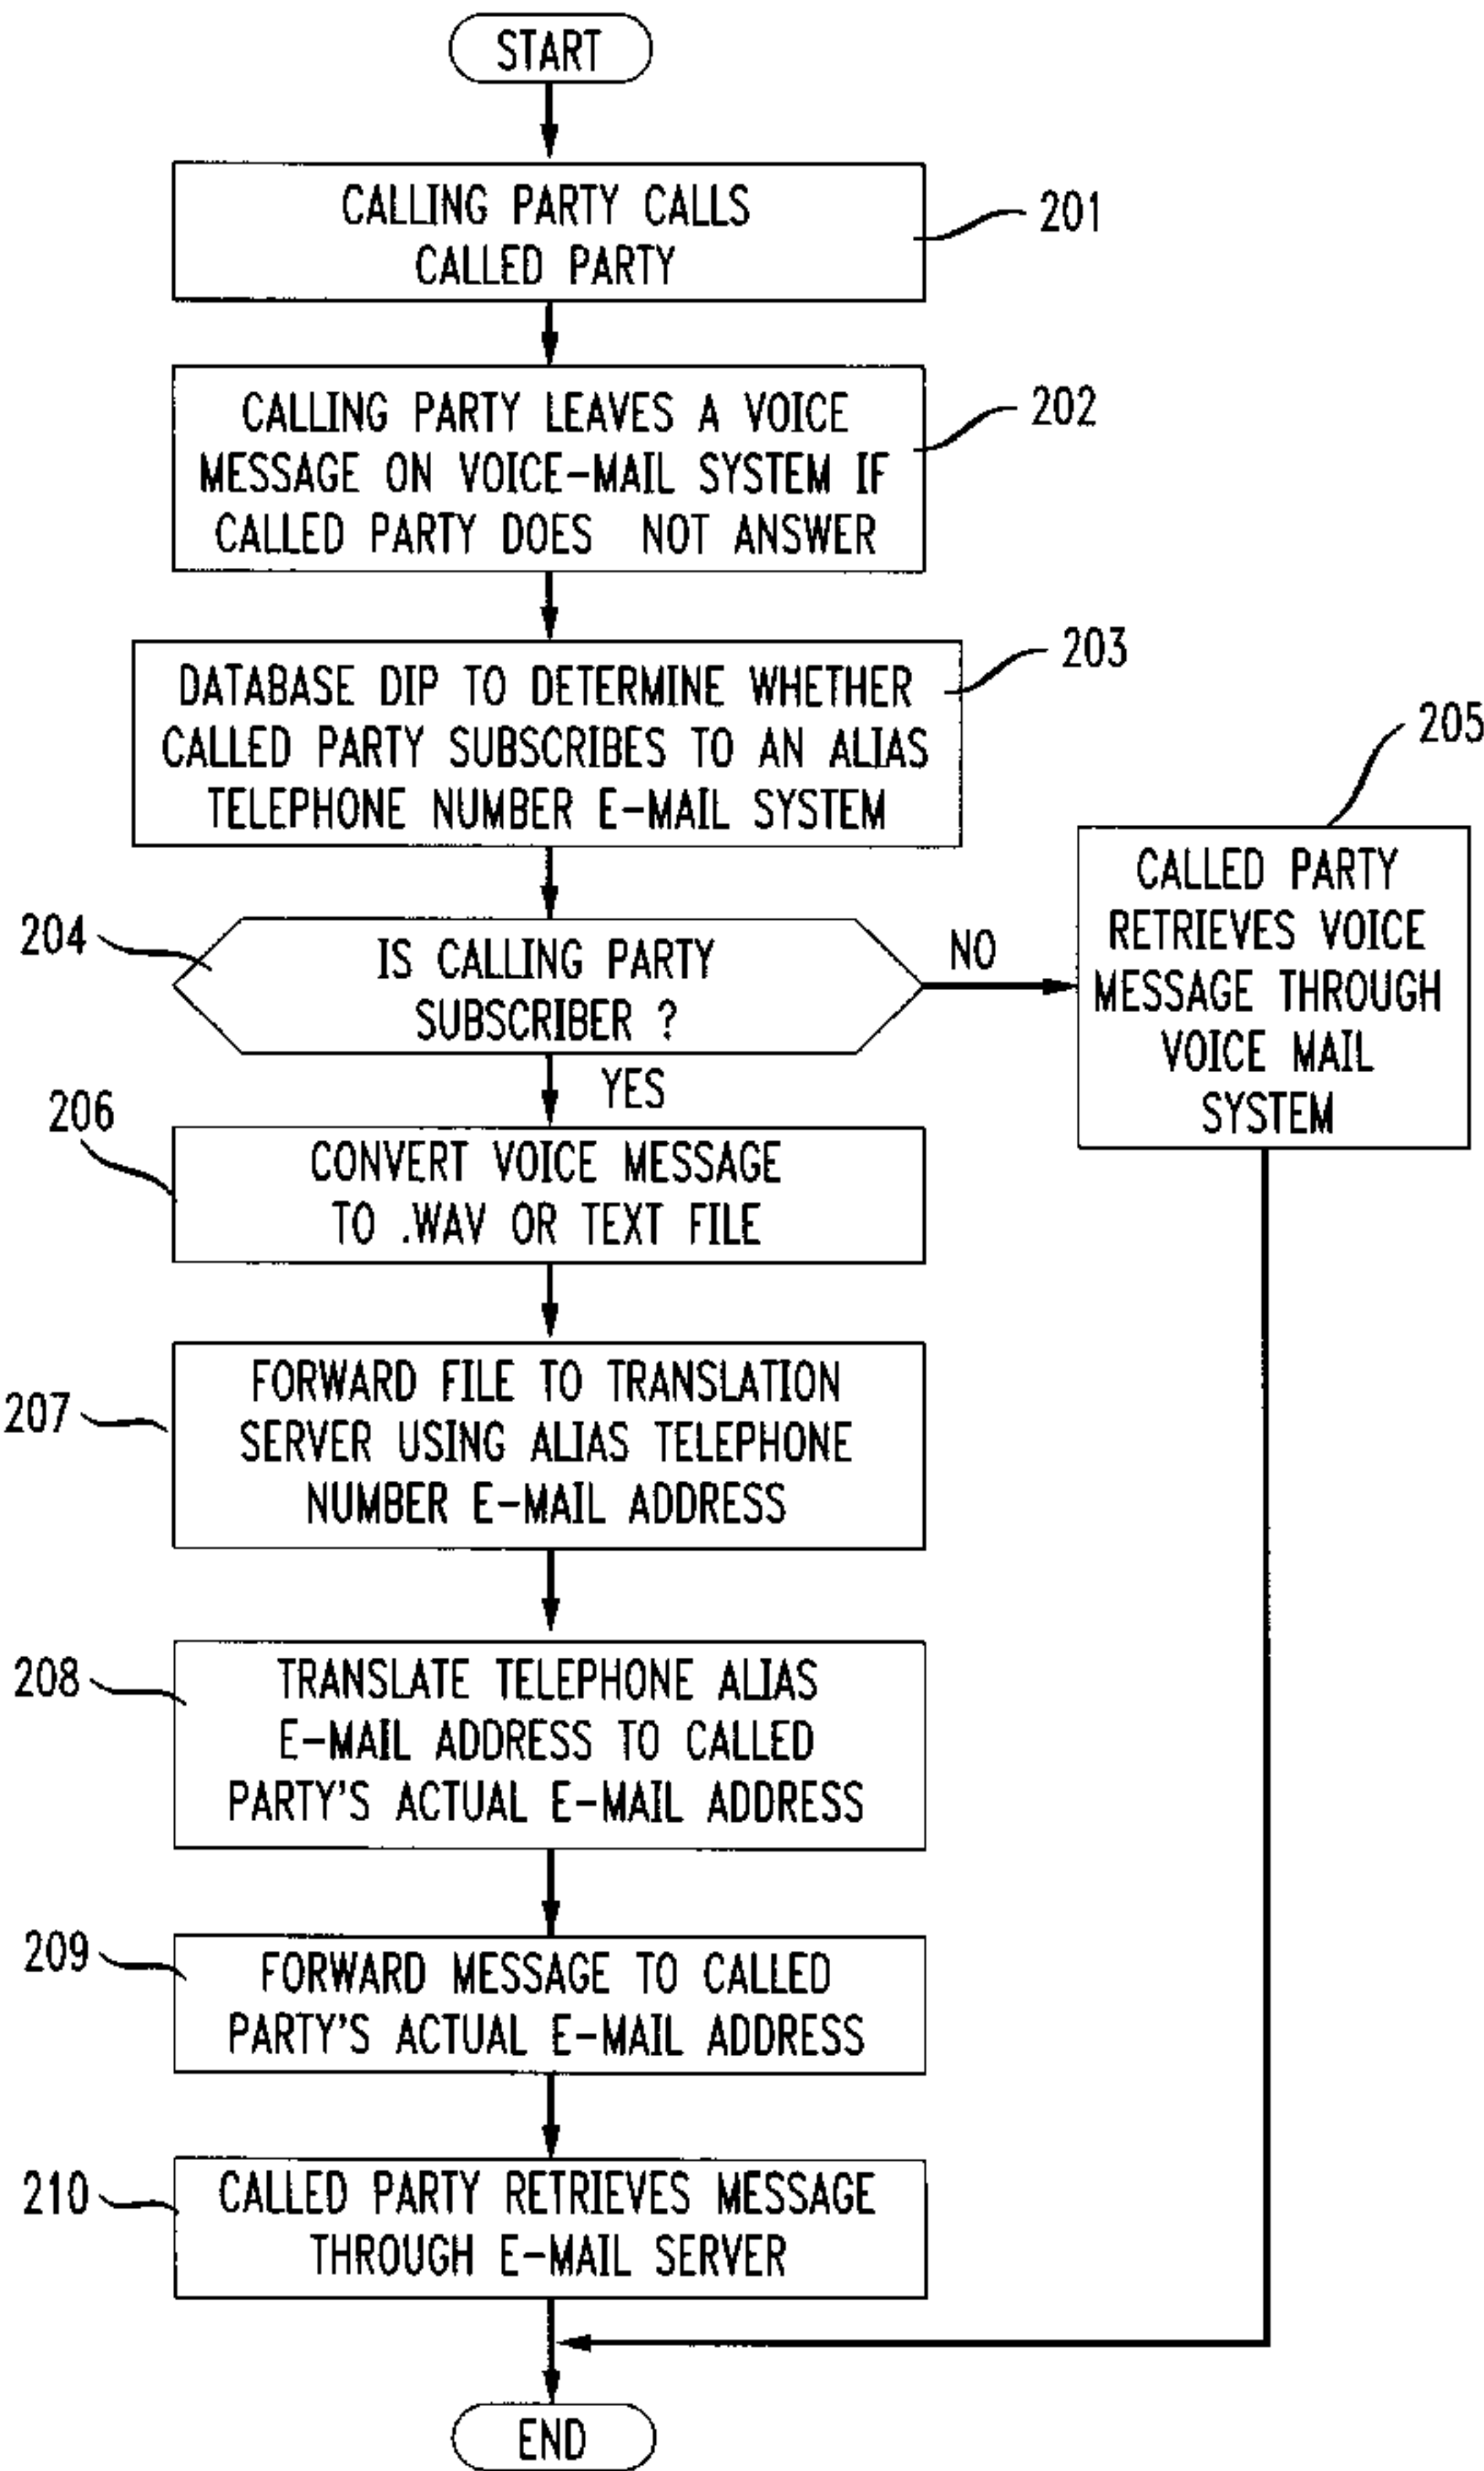 START
CALLING PARTY CALLS
CALLED PARTY
201
CALLING PARTY LEAVES A VOICE
MESSAGE ON VOICE-MAIL SYSTEM IF
CALLED PARTY DOES NOT ANSWER
202
DATABASE DIP TO DETERMINE WHETHER
CALLED PARTY SUBSCRIBES TO AN ALIAS
TELEPHONE NUMBER E-MAIL SYSTEM
203
204
IS CALLING PARTY
SUBSCRIBER ?
NO
YES
205
CALLED PARTY
RETRIEVES VOICE
MESSAGE THROUGH
VOICE MAIL
SYSTEM
206
CONVERT VOICE MESSAGE
TO .WAV OR TEXT FILE
207
FORWARD FILE TO TRANSLATION
SERVER USING ALIAS TELEPHONE
NUMBER E-MAIL ADDRESS
208
TRANSLATE TELEPHONE ALIAS
E-MAIL ADDRESS TO CALLED
PARTY'S ACTUAL E-MAIL ADDRESS
209
FORWARD MESSAGE TO CALLED
PARTY'S ACTUAL E-MAIL ADDRESS
210
CALLED PARTY RETRIEVES MESSAGE
THROUGH E-MAIL SERVER
END